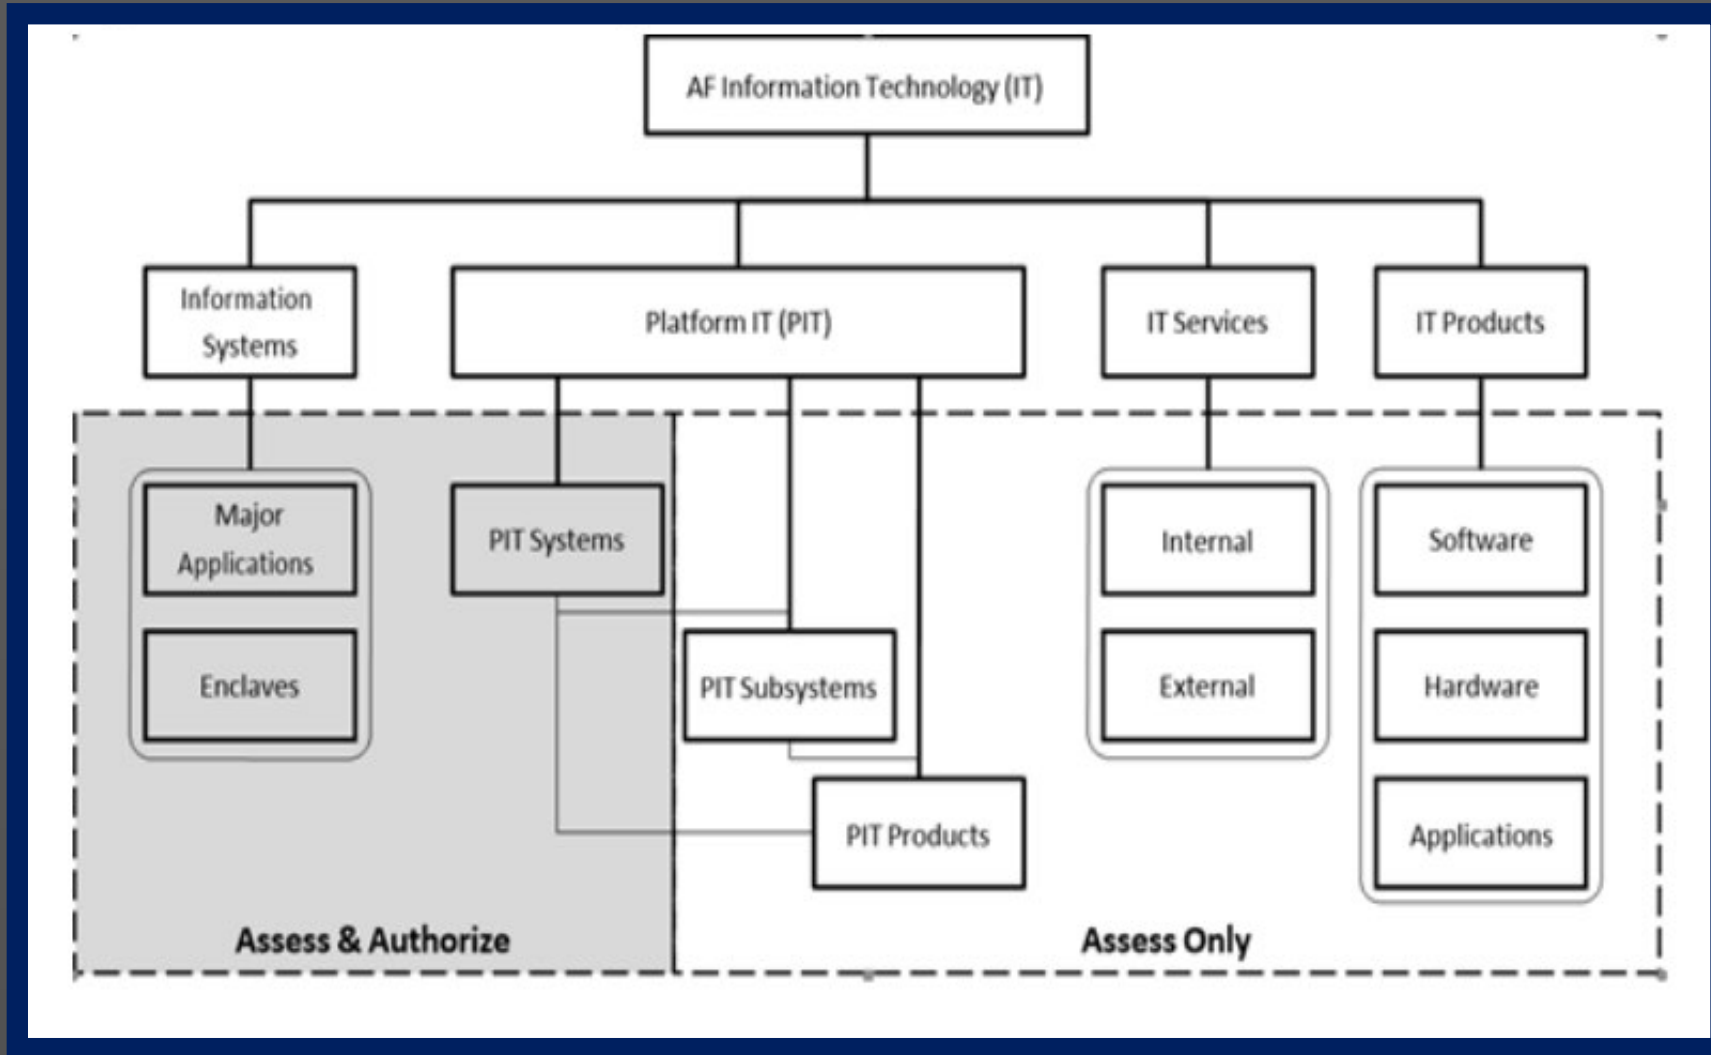 AF Information Technology (IT)
Information
Systems
Platform IT (PIT)
IT Services
IT Products
Major
Applications
PIT Systems
Internal
Software
Enclaves
PIT Subsystems
External
Hardware
PIT Products
Applications
Assess & Authorize
Assess Only